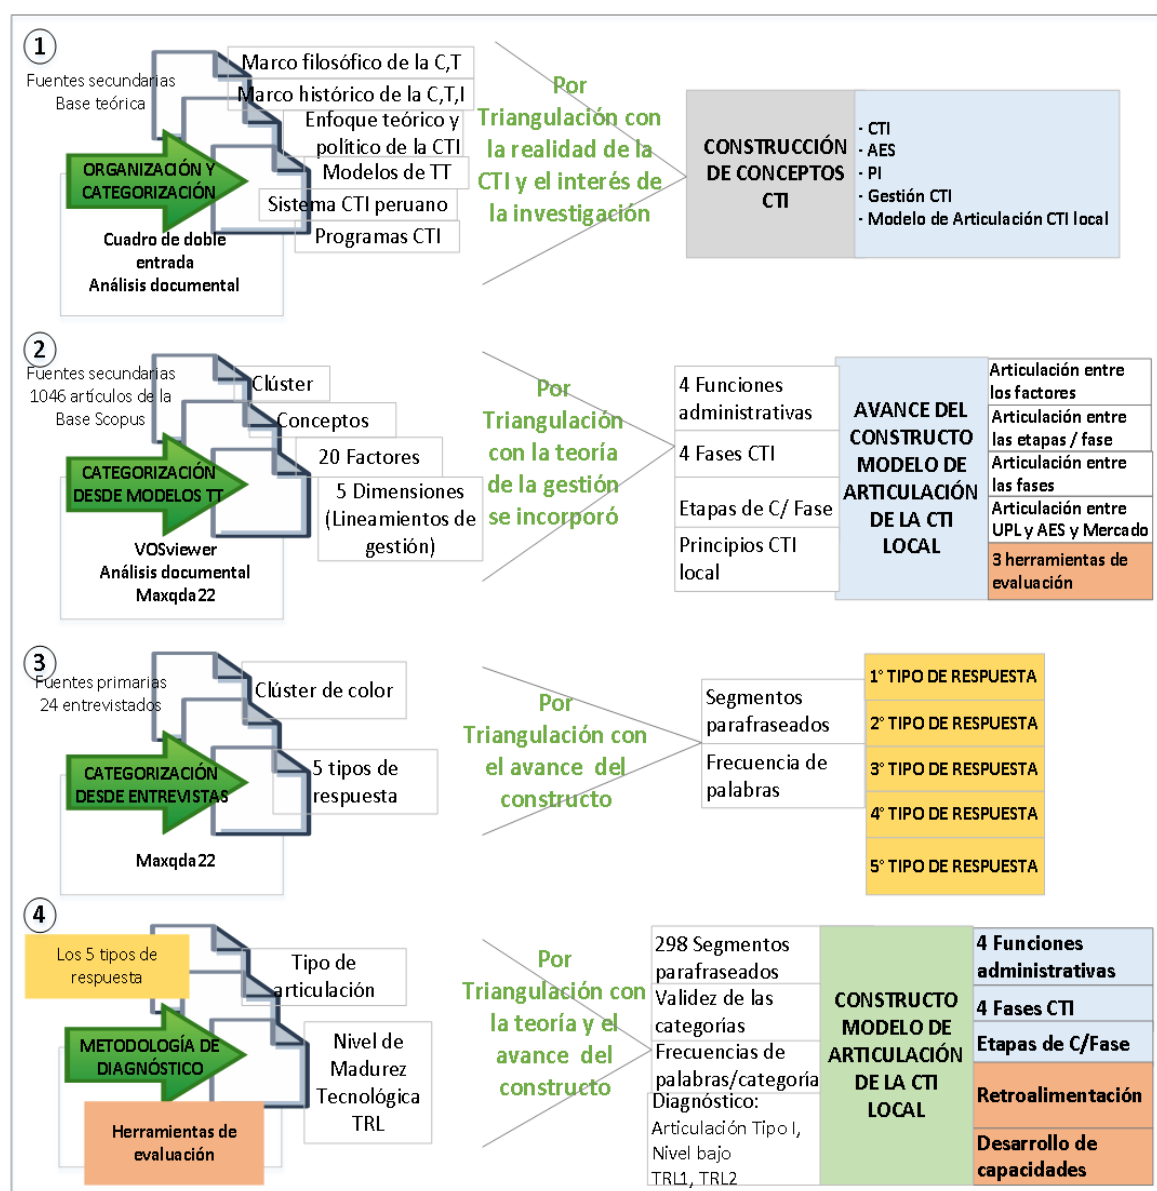 1
Fuentes secundarias
Base teórica
ORGANIZACIÓN Y
CATEGORIZACIÓN
Cuadro de doble
entrada
Análisis documental
Marco filosófico de la C,T
Marco histórico de la C,T,I
Enfoque teórico y
político de la CTI
Modelos de TT
Sistema CTI peruano
Programas CTI
Por
Triangulación con
la realidad de la
CTI y el interés de
la investigación
CONSTRUCCIÓN
DE CONCEPTOS
CTI
- CTI
- AES
- PI
- Gestión CTI
- Modelo de Articulación CTI local
2
Fuentes secundarias
1046 artículos de la
Base Scopus
CATEGORIZACIÓN
DESDE MODELOS TT
VOSviewer
Análisis documental
Maxqda22
Clúster
Conceptos
20 Factores
5 Dimensiones
(Lineamientos de
gestión)
Por
Triangulación
con la teoría
de la gestión
se incorporó
4 Funciones
administrativas
4 Fases CTI
Etapas de C/ Fase
Principios CTI
local
AVANCE DEL
CONSTRUCTO
MODELO DE
ARTICULACIÓN
DE LA CTI
LOCAL
Articulación entre
los factores
Articulación entre
las etapas / fase
Articulación entre
las fases
Articulación entre
UPL y AES y Mercado
3 herramientas de
evaluación
3
Fuentes primarias
24 entrevistados
CATEGORIZACIÓN
DESDE ENTREVISTAS
Maxqda22
Clúster de color
5 tipos de
respuesta
Por
Triangulación con
el avance del
constructo
Segmentos
parafraseados
Frecuencia de
palabras
1° TIPO DE RESPUESTA
2° TIPO DE RESPUESTA
3° TIPO DE RESPUESTA
4° TIPO DE RESPUESTA
5° TIPO DE RESPUESTA
4
Los 5 tipos de
respuesta
METODOLOGÍA DE
DIAGNÓSTICO
Herramientas de
evaluación
Tipo de
articulación
Nivel de
Madurez
Tecnológica
TRL
Por
Triangulación con
la teoría y el
avance del
constructo
298 Segmentos
parafraseados
Validez de las
categorías
Frecuencias de
palabras/categoría
Diagnóstico:
Articulación Tipo I,
Nivel bajo
TRL1, TRL2
CONSTRUCTO
MODELO DE
ARTICULACIÓN
DE LA CTI
LOCAL
4 Funciones
administrativas
4 Fases CTI
Etapas de C/Fase
Retroalimentación
Desarrollo de
capacidades